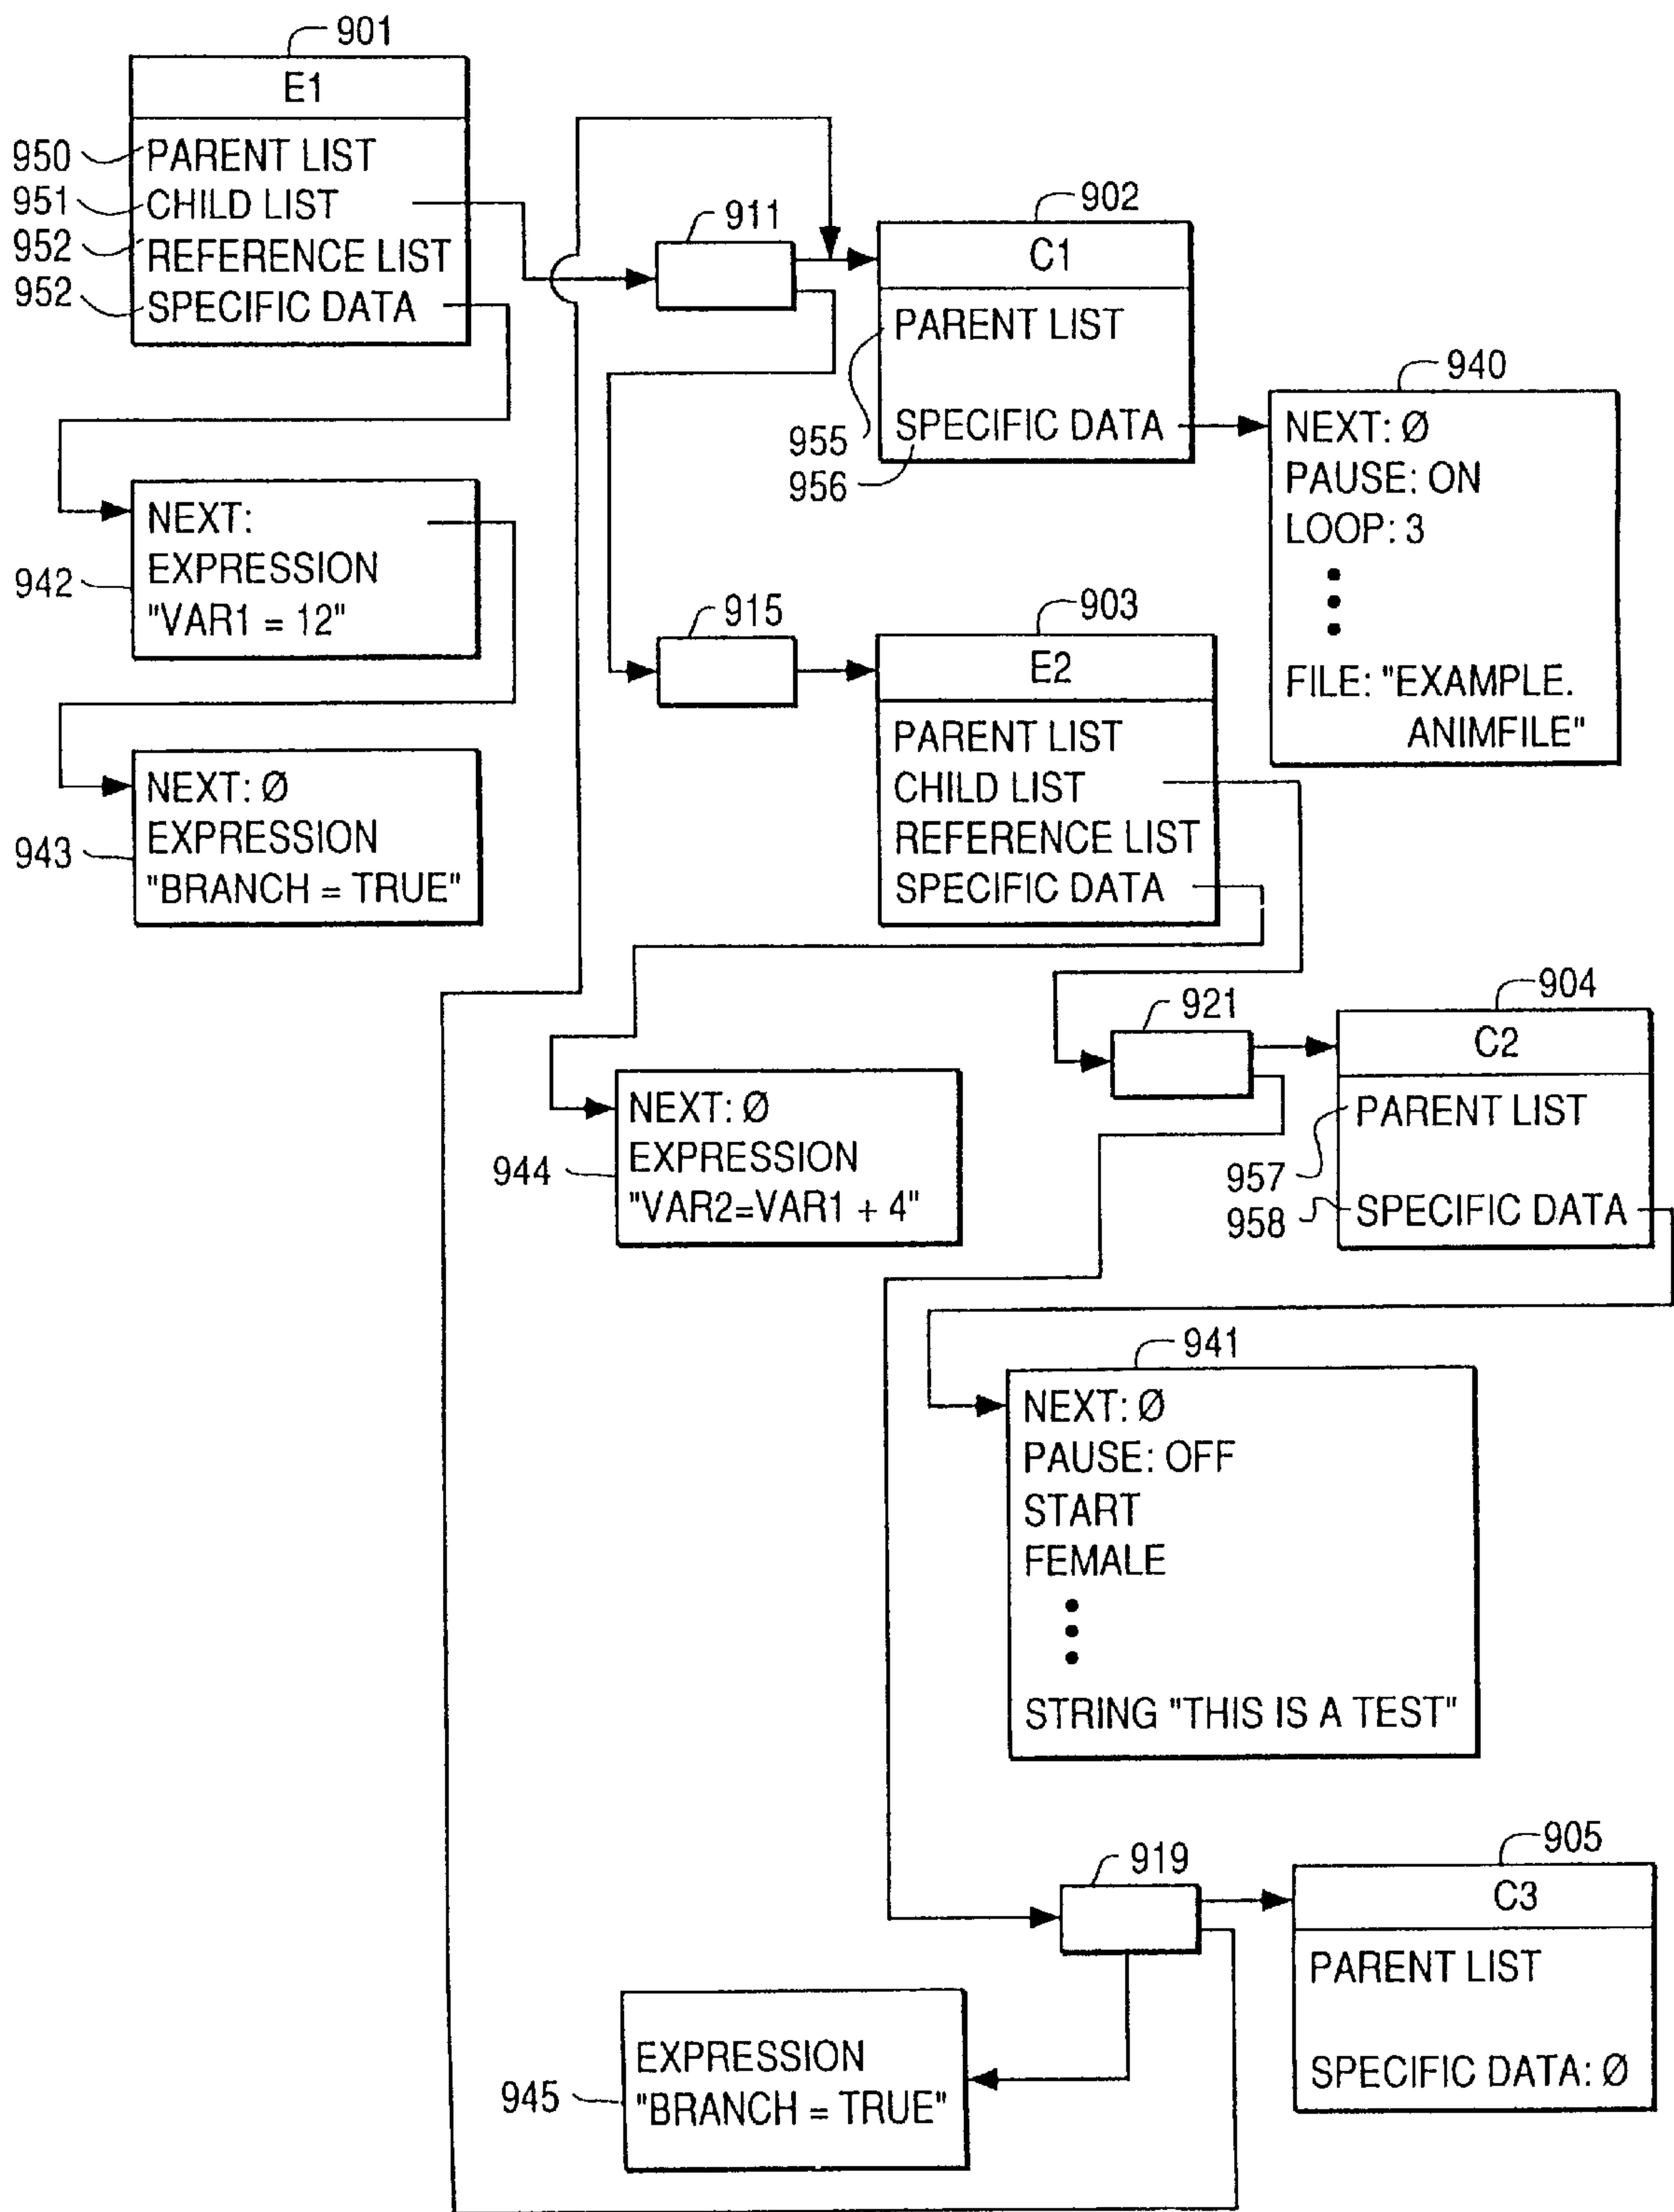 901
E1
950
PARENT LIST
951
CHILD LIST
952
REFERENCE LIST
952
SPECIFIC DATA
911
902
C1
PARENT LIST
955
SPECIFIC DATA
956
940
NEXT: Ø
PAUSE: ON
LOOP: 3
FILE: "EXAMPLE.
ANIMFILE"
942
NEXT:
EXPRESSION
"VAR1 = 12"
943
NEXT: Ø
EXPRESSION
"BRANCH = TRUE"
915
903
E2
PARENT LIST
CHILD LIST
REFERENCE LIST
SPECIFIC DATA
944
NEXT: Ø
EXPRESSION
"VAR2=VAR1 + 4"
921
904
C2
PARENT LIST
957
958
SPECIFIC DATA
941
NEXT: Ø
PAUSE: OFF
START
FEMALE
STRING "THIS IS A TEST"
919
905
C3
PARENT LIST
SPECIFIC DATA: Ø
945
EXPRESSION
"BRANCH = TRUE"